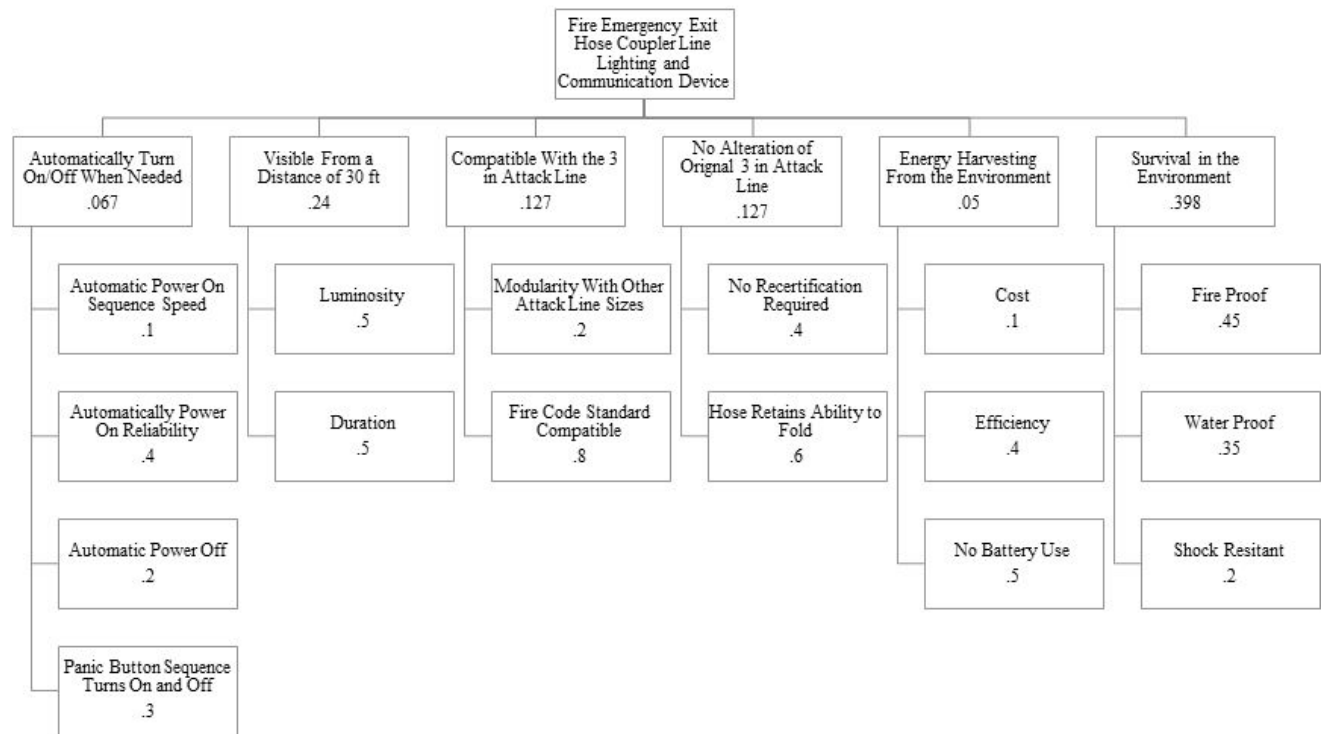 Fire Emergency Exit
Hose Coupler Line
Lighting and
Communication Device
Automatically Turn
On/Off When Needed
.067
Visible From a
Distance of 30 ft
.24
Compatible With the 3
in Attack Line
.127
No Alteration of
Orignal 3 in Attack
Line
.127
Energy Harvesting
From the Environment
.05
Survival in the
Environment
.398
Automatic Power On
Sequence Speed
.1
Luminosity
.5
Modularity With Other
Attack Line Sizes
.2
No Recertification
Required
.4
Cost
.1
Fire Proof
.45
Automatically Power
On Reliability
.4
Duration
.5
Fire Code Standard
Compatible
.8
Hose Retains Ability to
Fold
.6
Efficiency
.4
Water Proof
.35
Automatic Power Off
.2
No Battery Use
.5
Shock Resitant
.2
Panic Button Sequence
Turns On and Off
.3